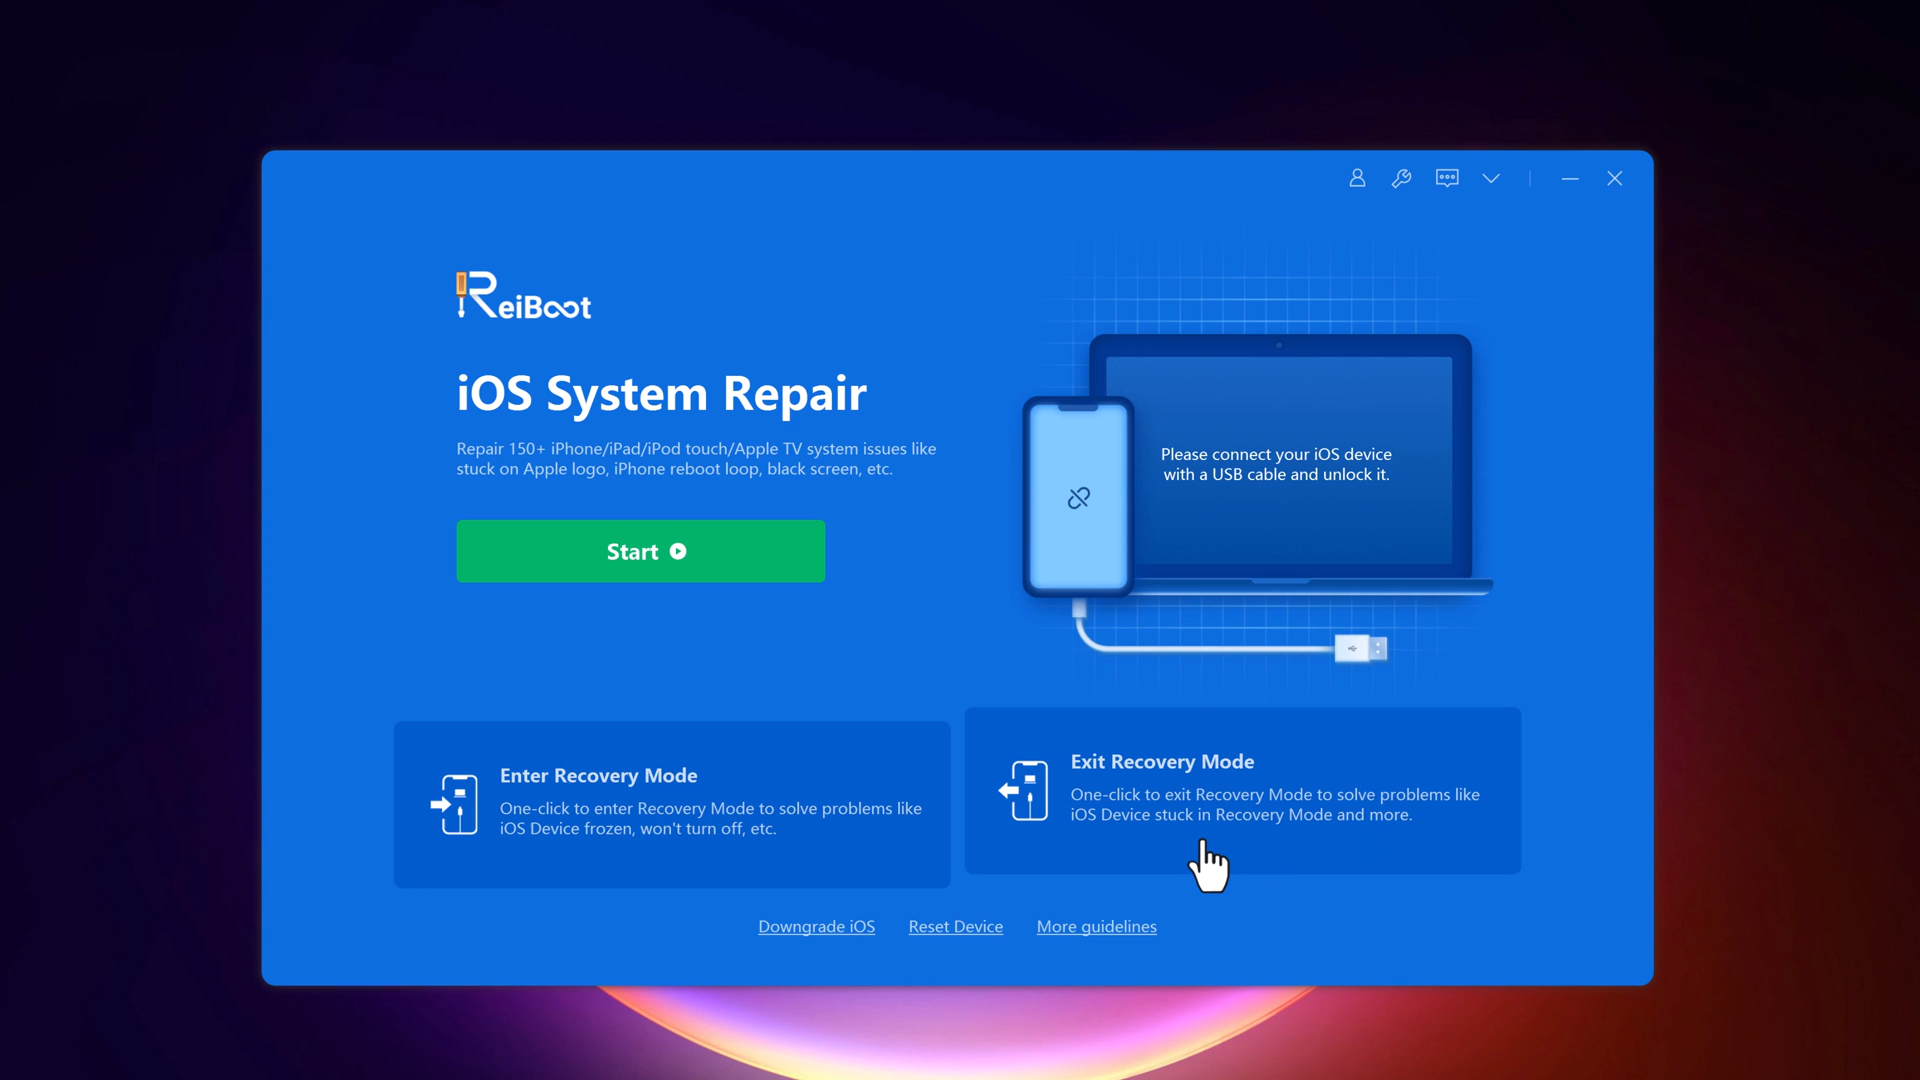 ReiBoot
iOS System Repair
Repair 150+ iPhone/iPad/iPod touch/Apple TV system issues like
stuck on Apple logo, iPhone reboot loop, black screen, etc.
Start
Please connect your iOS device
with a USB cable and unlock it.
Enter Recovery Mode
One-click to enter Recovery Mode to solve problems like
iOS Device frozen, won't turn off, etc.
Exit Recovery Mode
One-click to exit Recovery Mode to solve problems like
iOS Device stuck in Recovery Mode and more.
Downgrade iOS
Reset Device
More guidelines